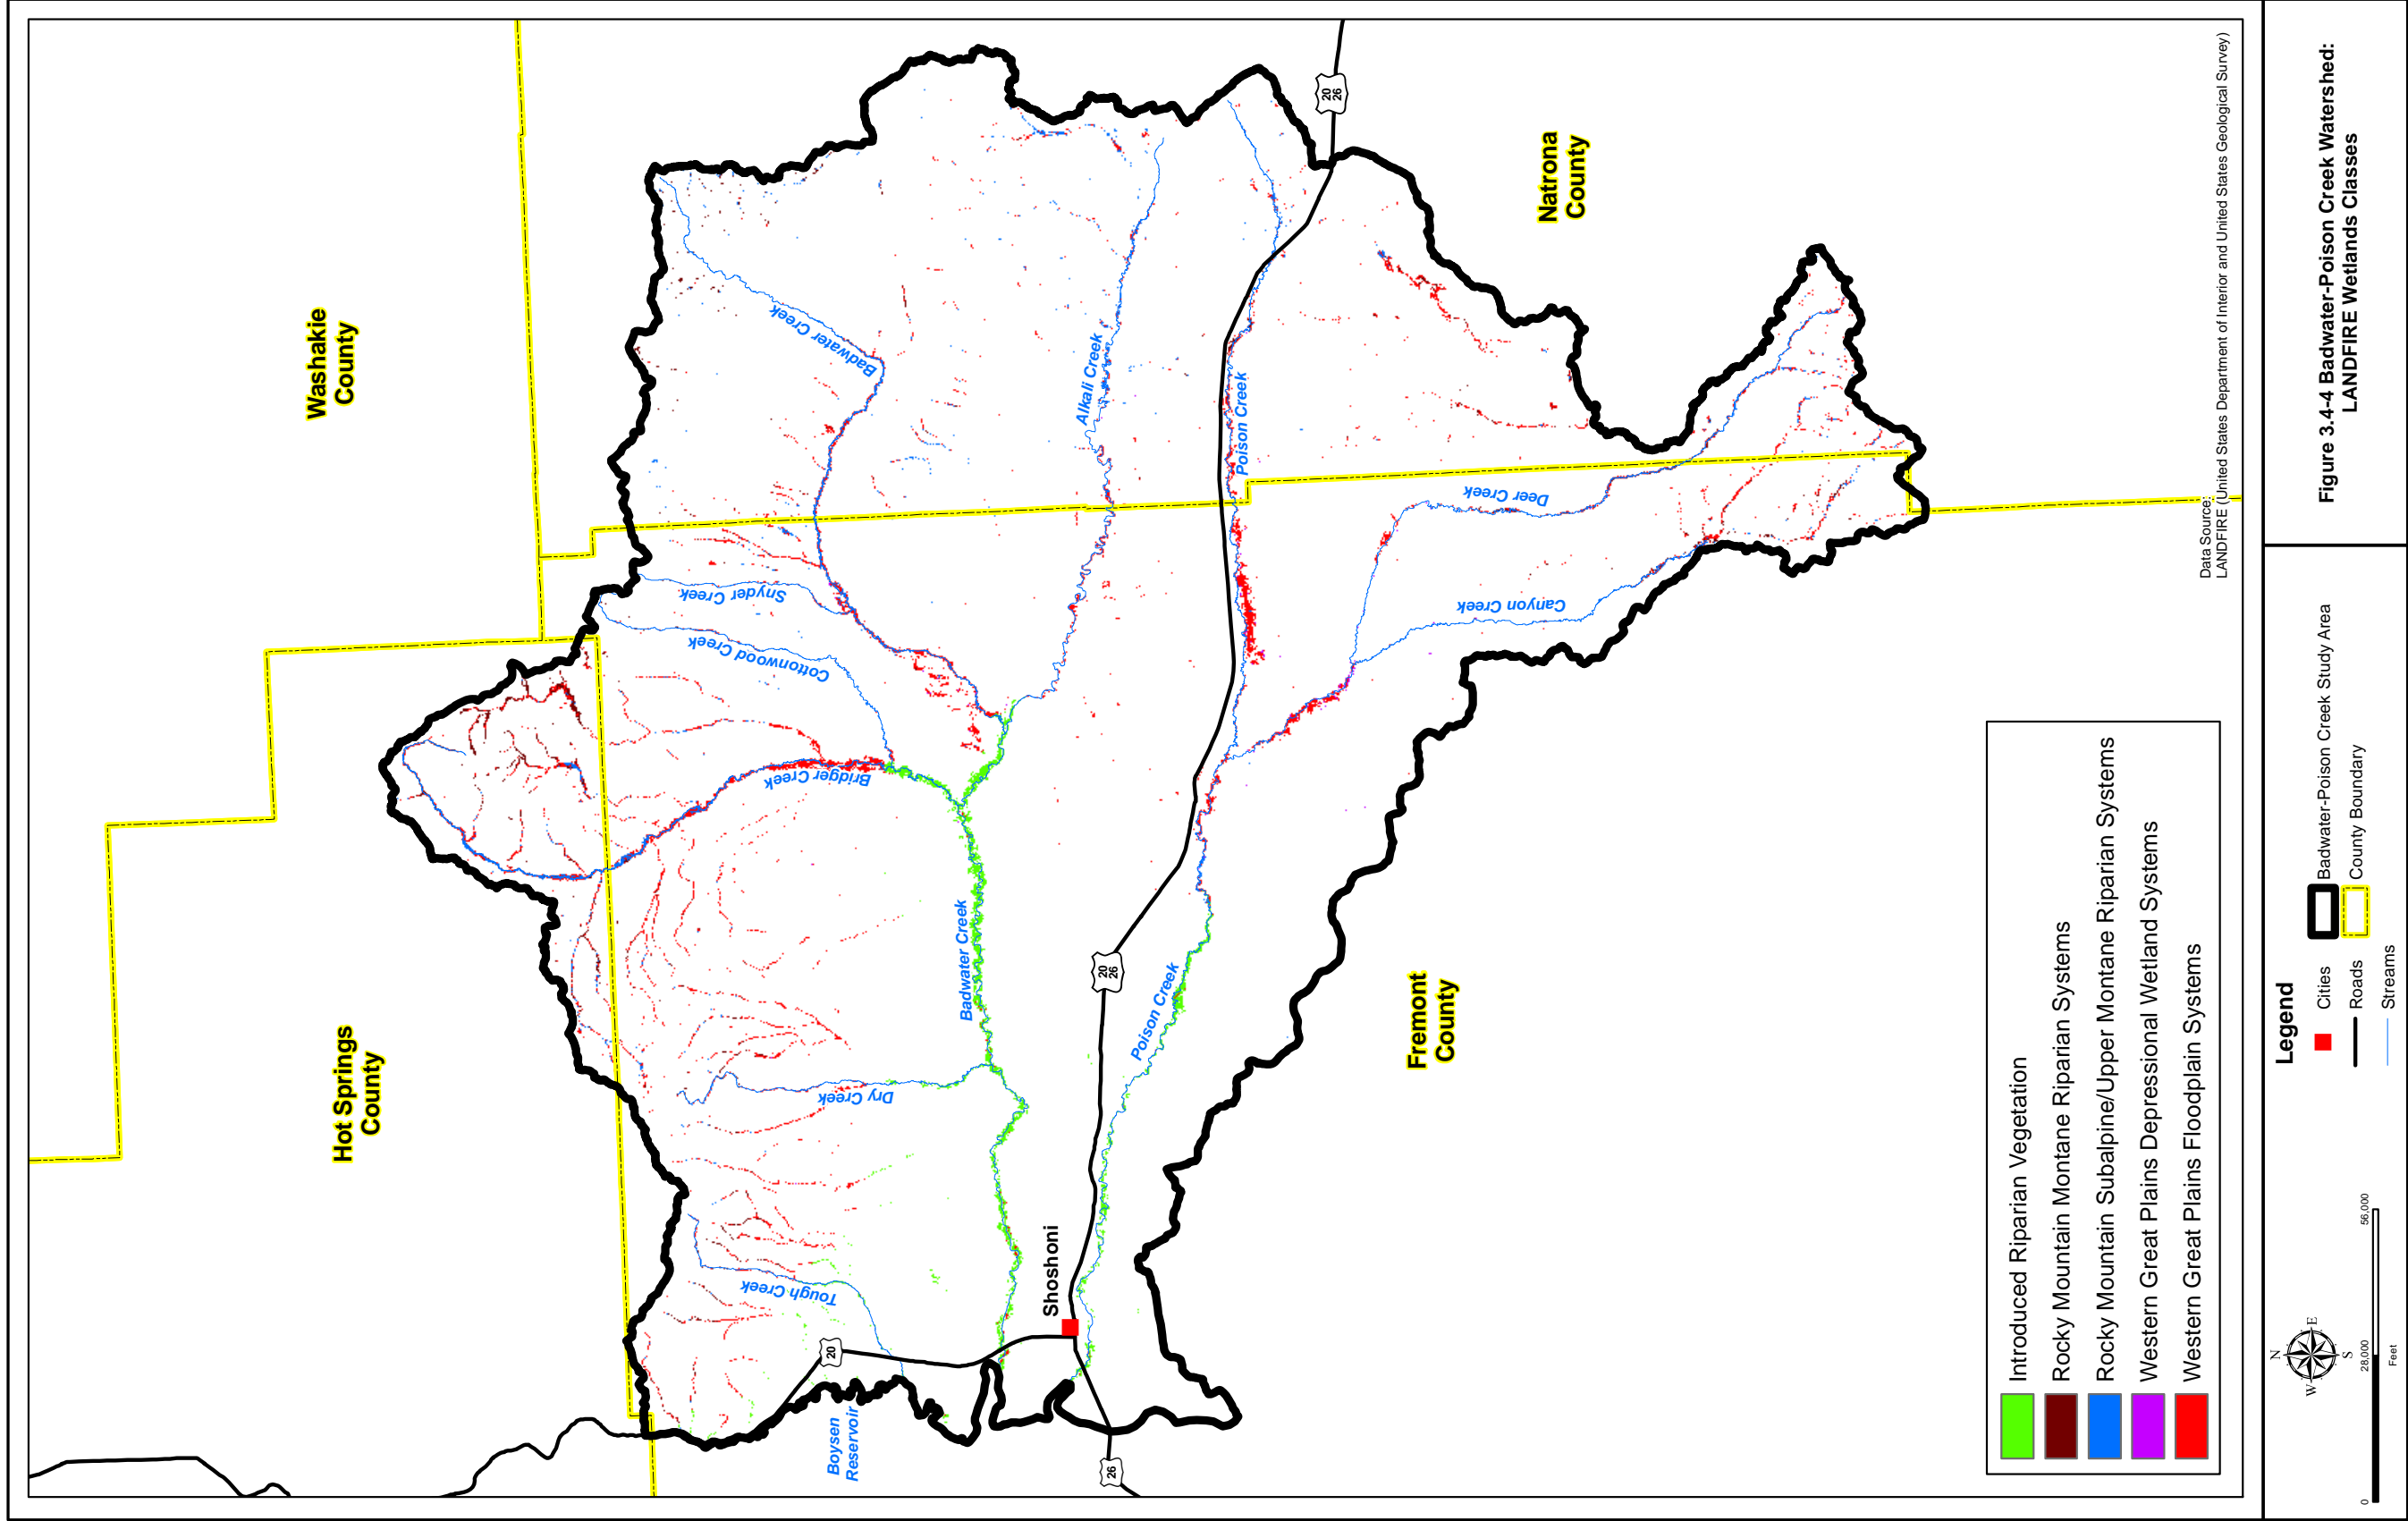 Washakie
County
Hot Springs
County
Natrona
County
Fremont
County
Badwater Creek
Alkali Creek
Poison Creek
Deer Creek
Canyon Creek
Snyder Creek
Cottonwood Creek
Bridger Creek
Badwater Creek
Poison Creek
Dry Creek
Tough Creek
Boysen
Reservoir
Shoshoni
20
26
20
26
20
26
Introduced Riparian Vegetation
Rocky Mountain Montane Riparian Systems
Rocky Mountain Subalpine/Upper Montane Riparian Systems
Western Great Plains Depressional Wetland Systems
Western Great Plains Floodplain Systems
Data Source:
LANDFIRE (United States Department of Interior and United States Geological Survey)
N
W
E
S
0
28,000
56,000
Feet
Legend
Cities
Roads
Streams
Badwater-Poison Creek Study Area
County Boundary
Figure 3.4-4 Badwater-Poison Creek Watershed:
LANDFIRE Wetlands Classes